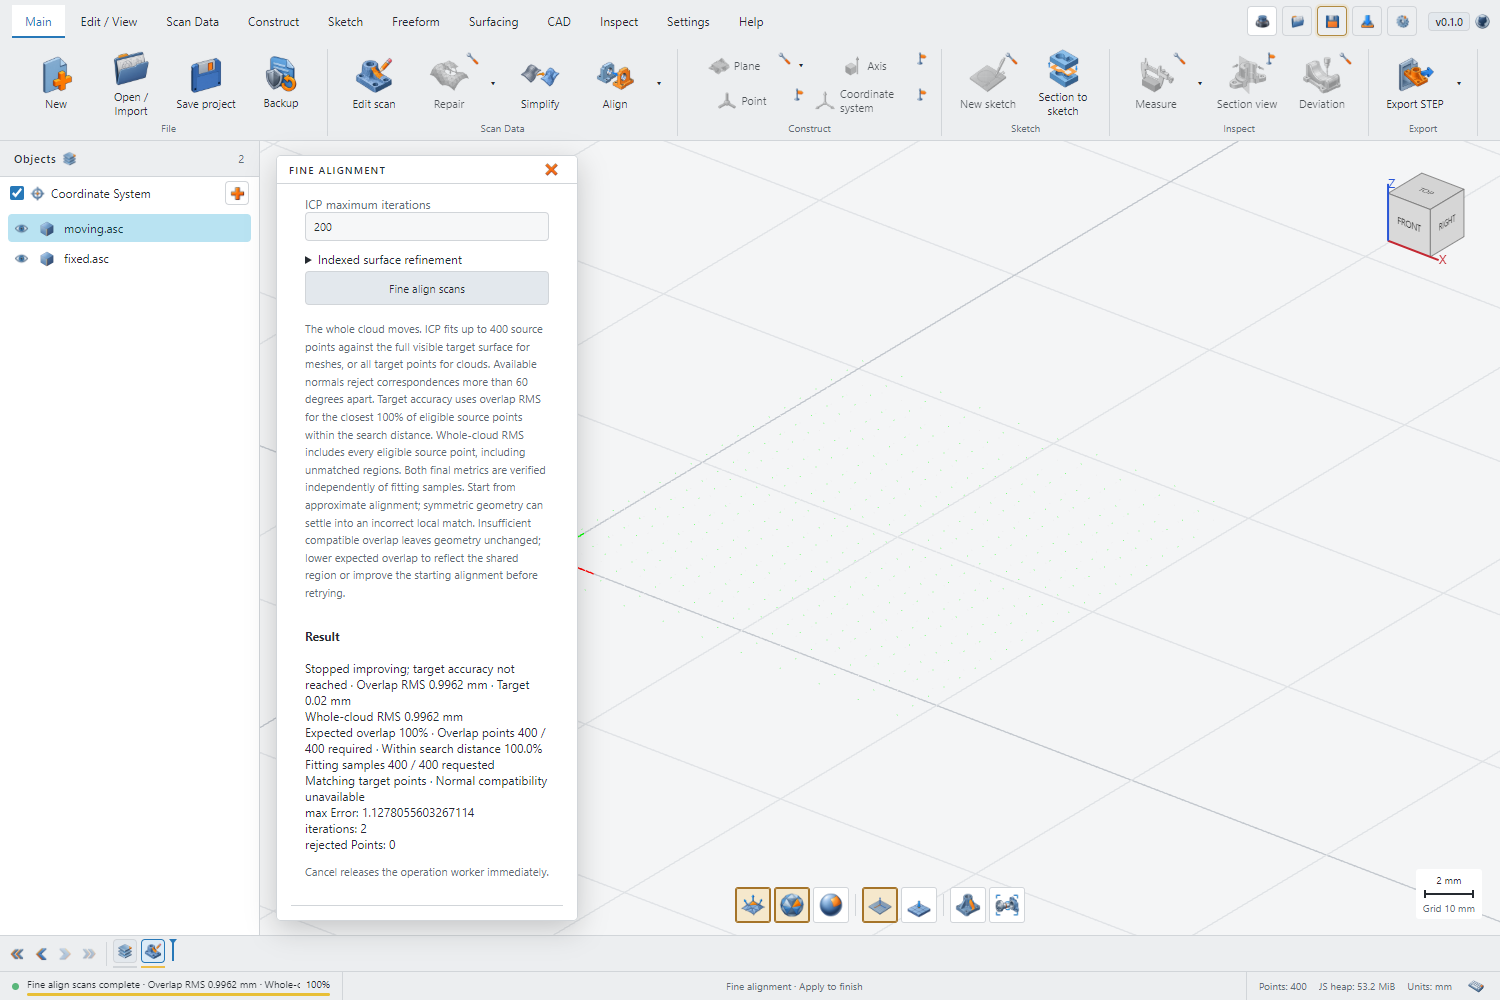 Main
Edit / View
Scan Data
Construct
Sketch
Freeform
Surfacing
CAD
Inspect
Settings
Help
v0.1.0
New
Open / Import
Save project
Backup
File
Edit scan
Repair
Simplify
Align
Scan Data
Plane
Axis
Point
Coordinate system
Construct
New sketch
Section to sketch
Sketch
Measure
Section view
Deviation
Inspect
Export STEP
Export
Objects
2
Coordinate System
moving.asc
fixed.asc
FINE ALIGNMENT
ICP maximum iterations
200
Indexed surface refinement
Fine align scans
The whole cloud moves. ICP fits up to 400 source
points against the full visible target surface for
meshes, or all target points for clouds. Available
normals reject correspondences more than 60
degrees apart. Target accuracy uses overlap RMS
for the closest 100% of eligible source points
within the search distance. Whole-cloud RMS
includes every eligible source point, including
unmatched regions. Both final metrics are verified
independently of fitting samples. Start from
approximate alignment; symmetric geometry can
settle into an incorrect local match. Insufficient
compatible overlap leaves geometry unchanged;
lower expected overlap to reflect the shared
region or improve the starting alignment before
retrying.
Result
Stopped improving; target accuracy not
reached · Overlap RMS 0.9962 mm · Target
0.02 mm
Whole-cloud RMS 0.9962 mm
Expected overlap 100% · Overlap points 400 /
400 required · Within search distance 100.0%
Fitting samples 400 / 400 requested
Matching target points · Normal compatibility
unavailable
max Error: 1.1278055603267114
iterations: 2
rejected Points: 0
Cancel releases the operation worker immediately.
Z
TOP
FRONT
RIGHT
X
2 mm
Grid 10 mm
Fine align scans complete · Overlap RMS 0.9962 mm · Whole-c 100%
Fine alignment · Apply to finish
Points: 400
JS heap: 53.2 MiB
Units: mm